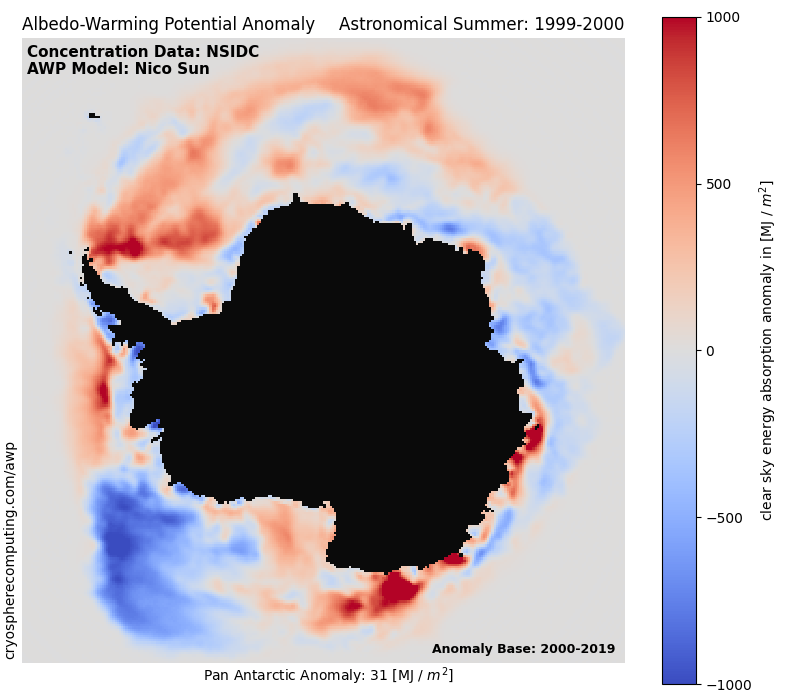 Albedo-Warming Potential Anomaly Astronomical Summer: 1999-2000
Concentration Data: NSIDC
AWP Model: Nico Sun
1000
500
0
−500
−1000
clear sky energy absorption anomaly in [MJ / m²]
cryospherecomputing.com/awp
Anomaly Base: 2000-2019
Pan Antarctic Anomaly: 31 [MJ / m²]